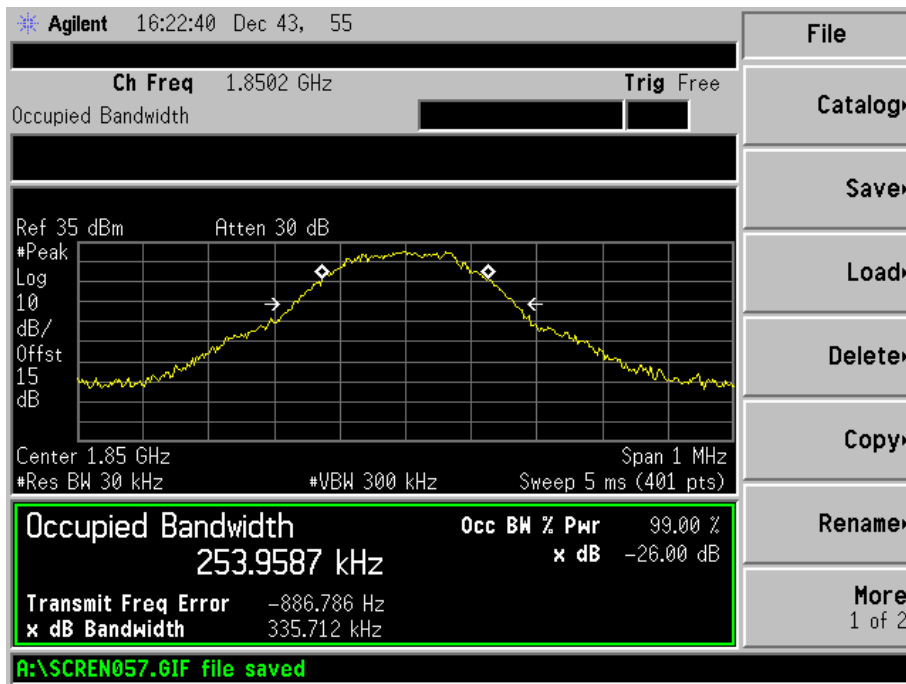 Agilent 16:22:40 Dec 43, 55
File
Ch Freq 1.8502 GHz Trig Free
Occupied Bandwidth
Catalog
Save
Ref 35 dBm Atten 30 dB
#Peak
Log
10
dB/
Offst
15
dB
Load
Delete
Copy
Center 1.85 GHz Span 1 MHz
#Res BW 30 kHz #VBW 300 kHz Sweep 5 ms (401 pts)
Occupied Bandwidth
253.9587 kHz
Occ BW % Pwr 99.00 %
x dB -26.00 dB
Transmit Freq Error -886.786 Hz
x dB Bandwidth 335.712 kHz
Rename
More
1 of 2
A:\SCREN057.GIF file saved